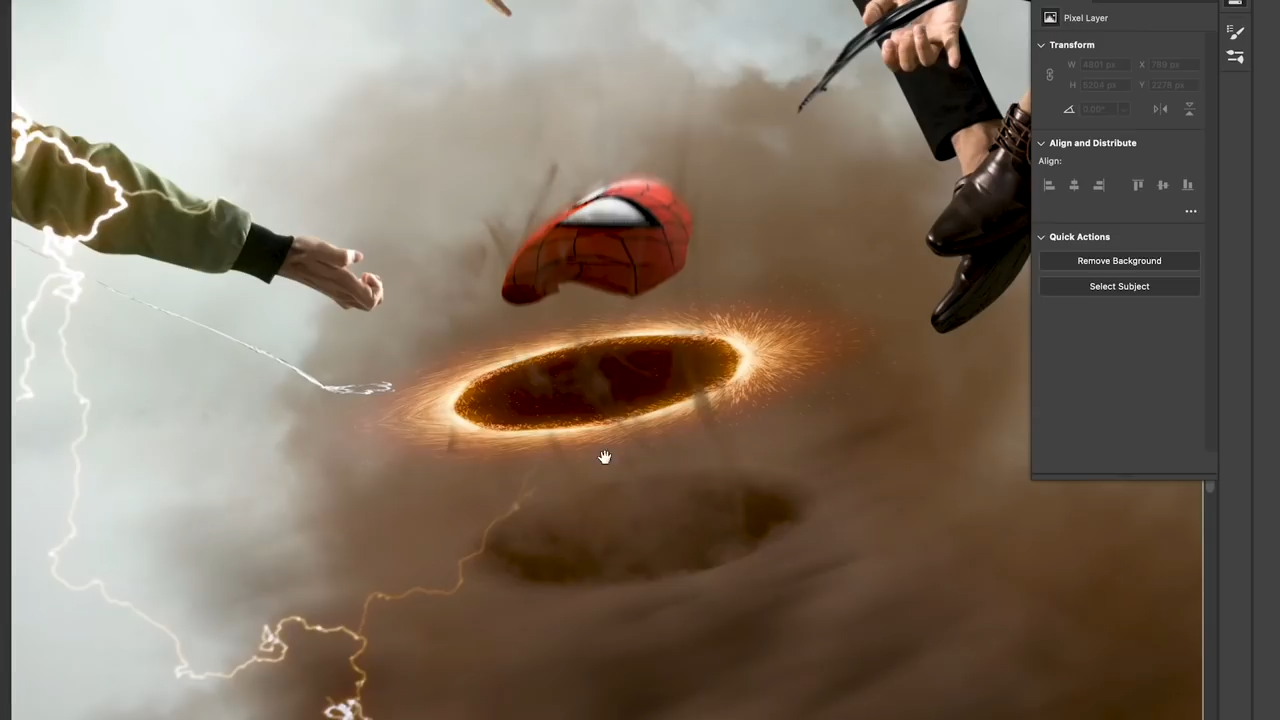 Pixel Layer
Transform
W 4801 px X 789 px
H 5204 px Y 2276 px
0.00°
Align and Distribute
Align:
Quick Actions
Remove Background
Select Subject